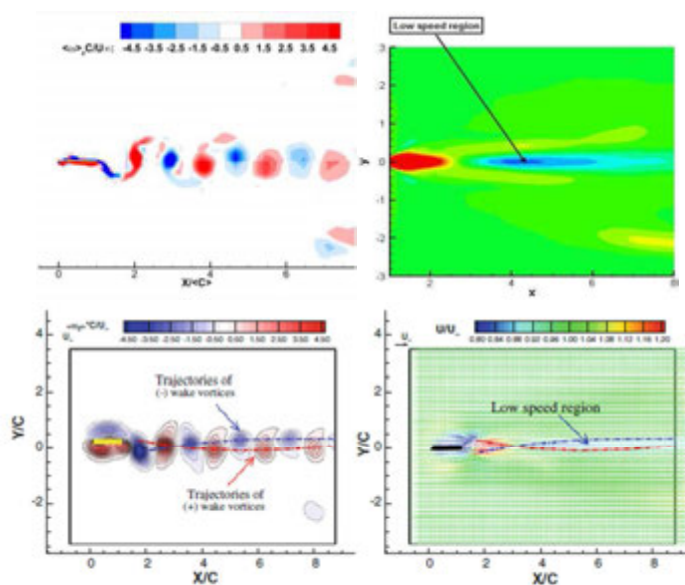 -4.5 -3.5 -2.5 -1.5 -0.5 0.5 1.5 2.5 3.5 4.5
0 2 4 6
X/<C>
Low speed region
3
2
1
0
-1
-2
-3
y
2 4 6 8
x
-4.50 -3.50 -2.50 -1.50 -0.50 0.50 1.50 2.50 3.50 4.50
U∞
Trajectories of
(-) wake vortices
Trajectories of
(+) wake vortices
4
2
0
-2
Y/C
0 2 4 6 8
X/C
U/U∞
0.80 0.84 0.92 0.96 1.00 1.04 1.08 1.12 1.16 1.20
Low speed region
4
2
0
-2
Y/C
0 2 4 6 8
X/C